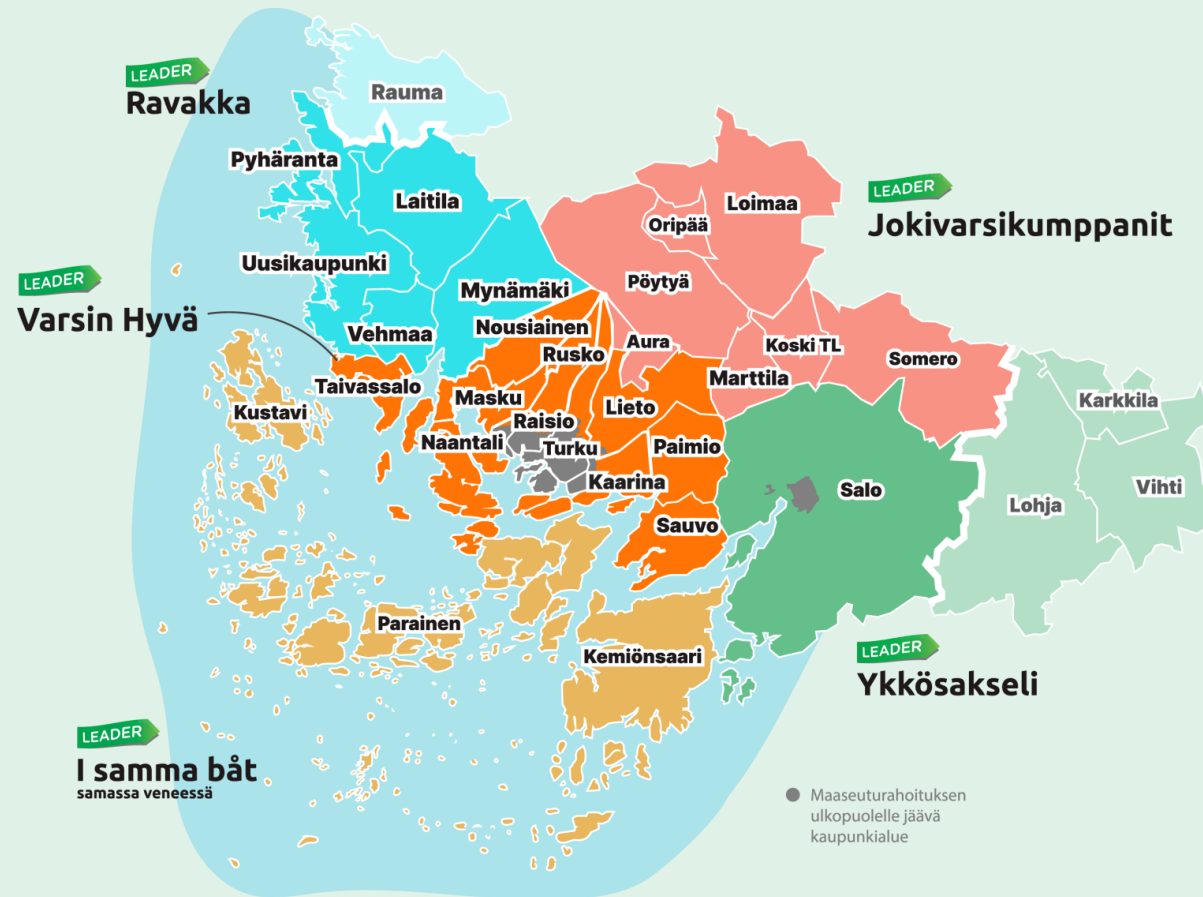 LEADER
Ravakka
Rauma
Pyhäranta
Laitila
LEADER
Jokivarsikumppanit
Loimaa
Oripää
Uusikaupunki
Pöytyä
LEADER
Varsin Hyvä
Mynämäki
Vehmaa
Nousiainen
Rusko
Aura
Koski TL
Somero
Marttila
Taivassalo
Masku
Kustavi
Lieto
Raisio
Naantali
Turku
Paimio
Kaarina
Salo
Karkkila
Vihti
Lohja
Sauvo
Parainen
Kemiönsaari
LEADER
Ykkösakseli
LEADER
I samma båt
samassa veneessä
Maaseuturahoituksen
ulkopuolelle jäävä
kaupunkialue